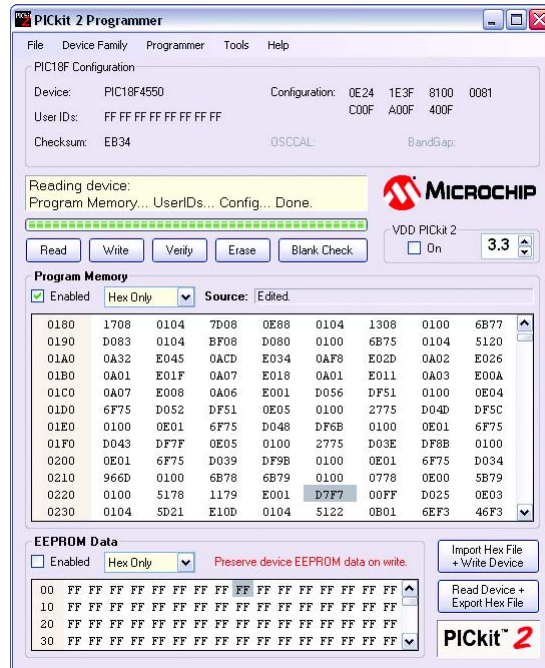 PICkit 2 Programmer
File Device Family Programmer Tools Help
PIC18F Configuration
Device: PIC18F4550 Configuration: 0E24 1E3F 8100 0081
User IDs: FF FF FF FF FF FF FF FF C00F A00F 400F
Checksum: EB34 OSCCAL: BandGap:
Reading device:
Program Memory... UserIDs... Config... Done.
MICROCHIP
VDD PICkit 2
Read Write Verify Erase Blank Check On 3.3
Program Memory
Enabled Hex Only Source: Edited.
0180 1708 0104 7D08 0E88 0104 1308 0100 6B77
0190 D083 0104 BF08 D080 0100 6B75 0104 5120
01A0 0A32 E045 0ACD E034 0AF8 E02D 0A02 E026
01B0 0A01 E01F 0A07 E018 0A01 E011 0A03 E00A
01C0 0A07 E008 0A06 E001 D056 DF51 0100 0E04
01D0 6F75 D052 DF51 0E05 0100 2775 D04D DF5C
01E0 0100 0E01 6F75 D048 DF6B 0100 0E01 6F75
01F0 D043 DF7F 0E05 0100 2775 D03E DF8B 0100
0200 0E01 6F75 D039 DF9B 0100 0E01 6F75 D034
0210 966D 0100 6B78 6B79 0100 0778 0E00 5B79
0220 0100 5178 1179 E001 D7F7 00FF D025 0E03
0230 0104 5D21 E10D 0104 5122 0B01 6EF3 46F3
EEPROM Data
Enabled Hex Only Preserve device EEPROM data on write.
Import Hex File + Write Device
00 FF FF FF FF FF FF FF FF FF FF FF FF FF FF FF FF
10 FF FF FF FF FF FF FF FF FF FF FF FF FF FF FF FF
20 FF FF FF FF FF FF FF FF FF FF FF FF FF FF FF FF
30 FF FF FF FF FF FF FF FF FF FF FF FF FF FF FF FF
Read Device + Export Hex File
PICkit™ 2